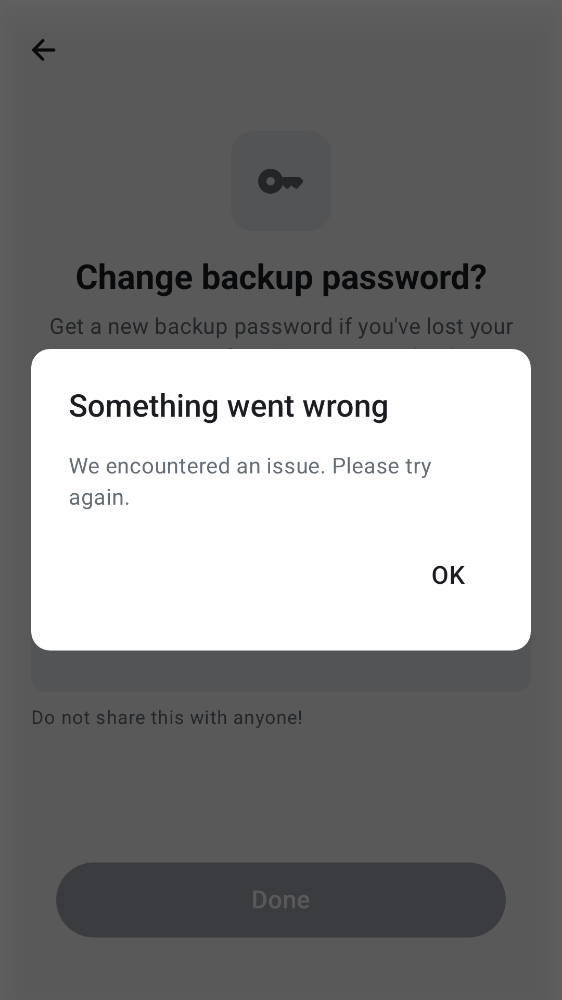 Change backup password?
Get a new backup password if you've lost your
Something went wrong
We encountered an issue. Please try
again.
OK
Do not share this with anyone!
Done